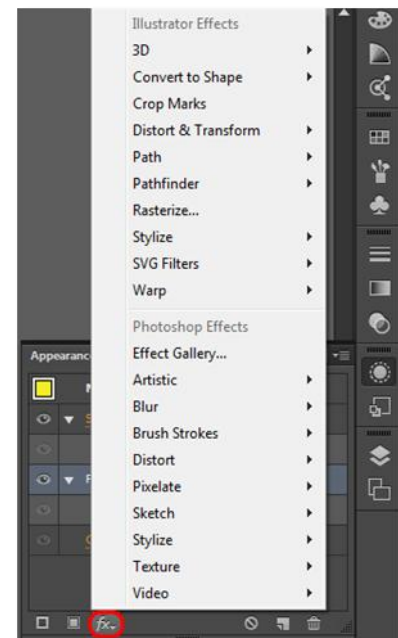 Illustrator Effects
3D
Convert to Shape
Crop Marks
Distort & Transform
Path
Pathfinder
Rasterize...
Stylize
SVG Filters
Warp
Photoshop Effects
Effect Gallery...
Artistic
Blur
Brush Strokes
Distort
Pixelate
Sketch
Stylize
Texture
Video
fx.